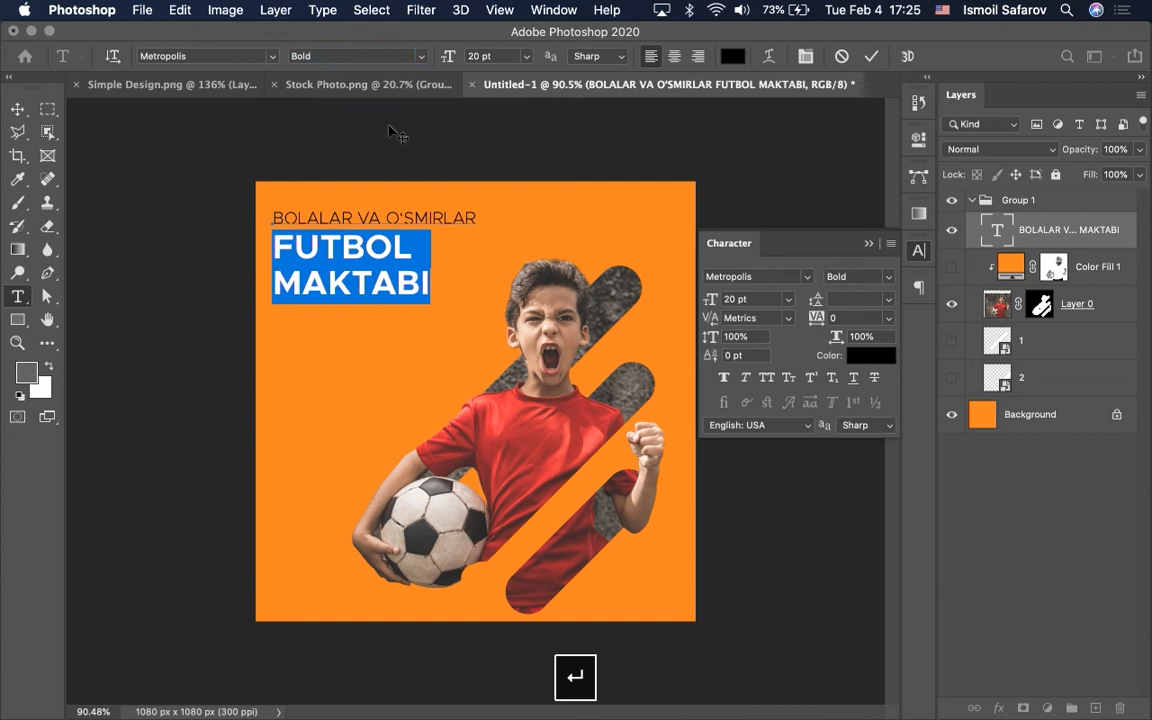 Photoshop File Edit Image Layer Type Select Filter 3D View Window Help 73% Tue Feb 4 17:25 Ismoil Safarov
Adobe Photoshop 2020
Metropolis Bold 20 pt Sharp 3D
Simple Design.png @ 136% (Lay... Stock Photo.png @ 20.7% (Grou... Untitled-1 @ 90.5% (BOLALAR VA O‘SMIRLAR FUTBOL MAKTABI, RGB/8) *
Layers
Kind
Normal Opacity: 100%
Lock: Fill: 100%
Group 1
BOLALAR V... MAKTABI
Color Fill 1
Layer 0
1
2
Background
BOLALAR VA O‘SMIRLAR
FUTBOL
MAKTABI
Character
Metropolis Bold
20 pt
Metrics 0
100% 100%
0 pt Color:
English: USA Sharp
90.48% 1080 px x 1080 px (300 ppi)